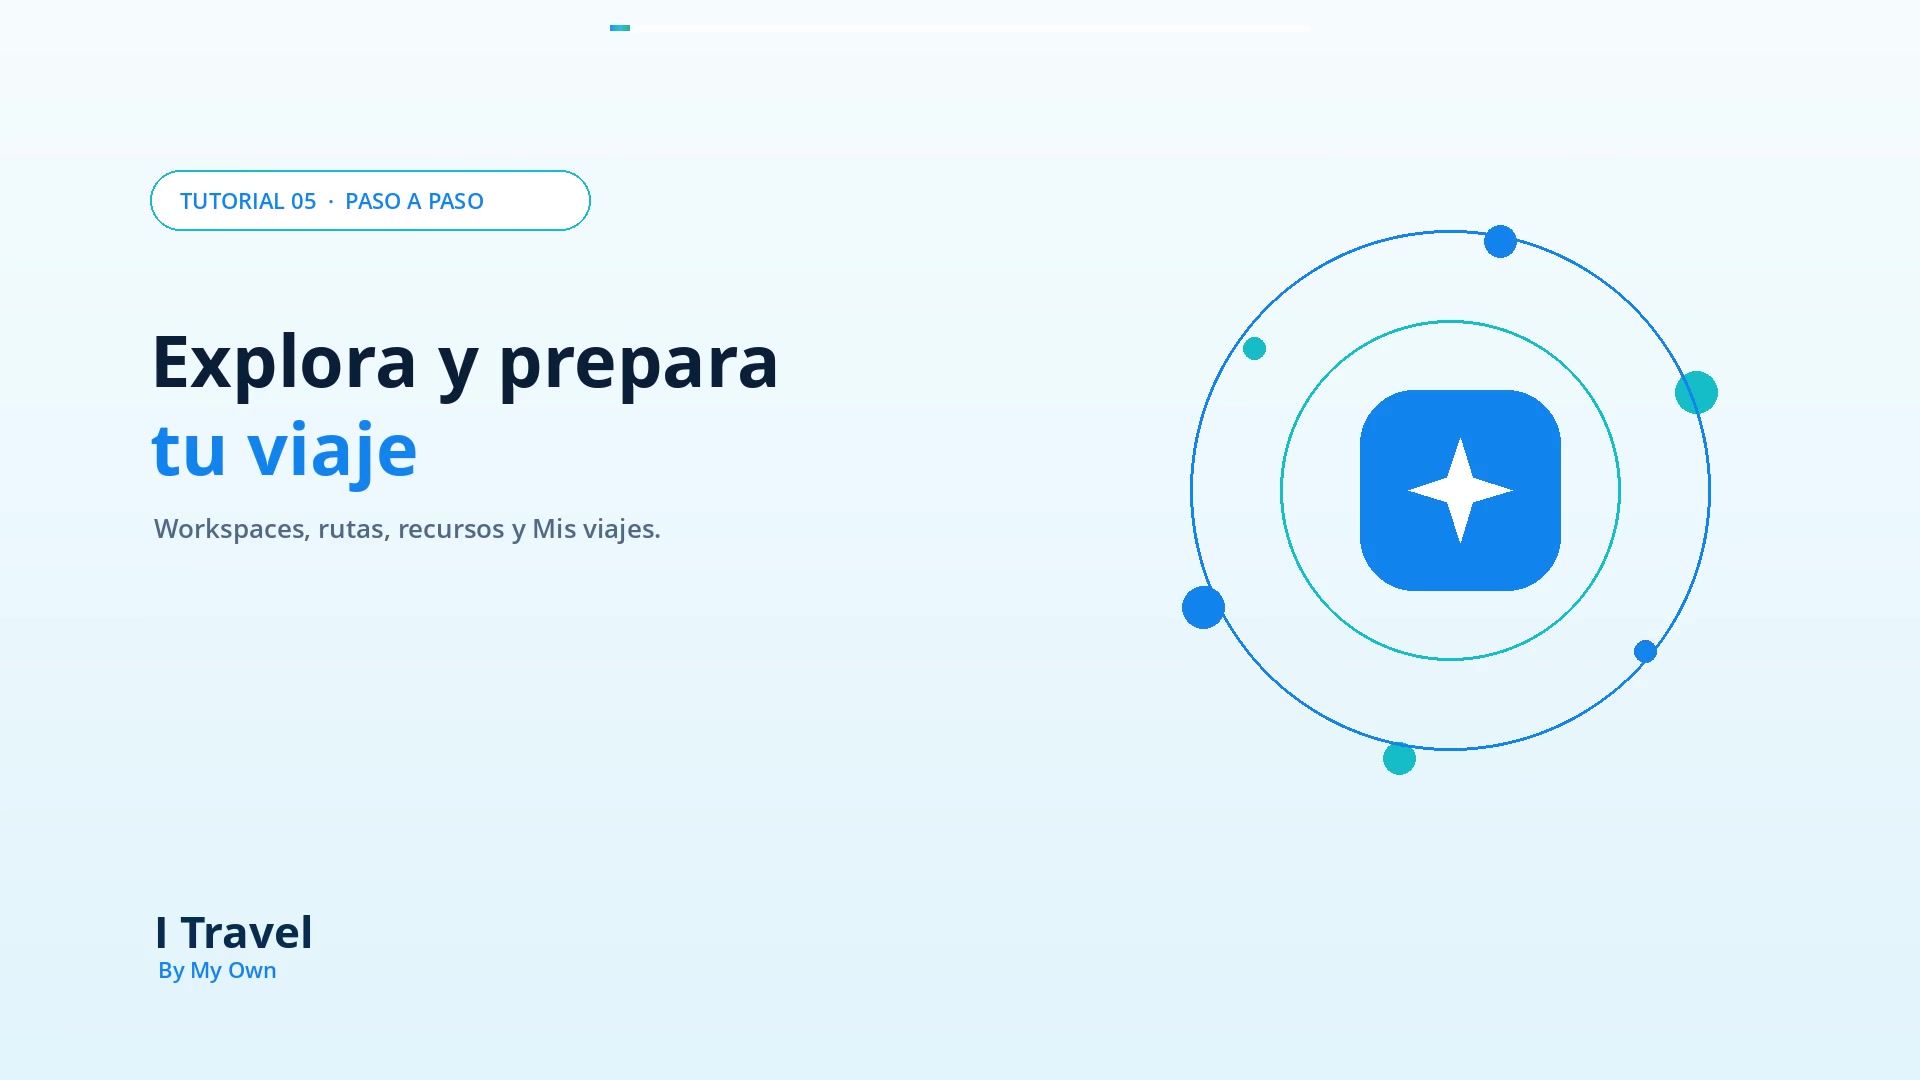 TUTORIAL 05 · PASO A PASO
Explora y prepara
tu viaje
Workspaces, rutas, recursos y Mis viajes.
I Travel
By My Own